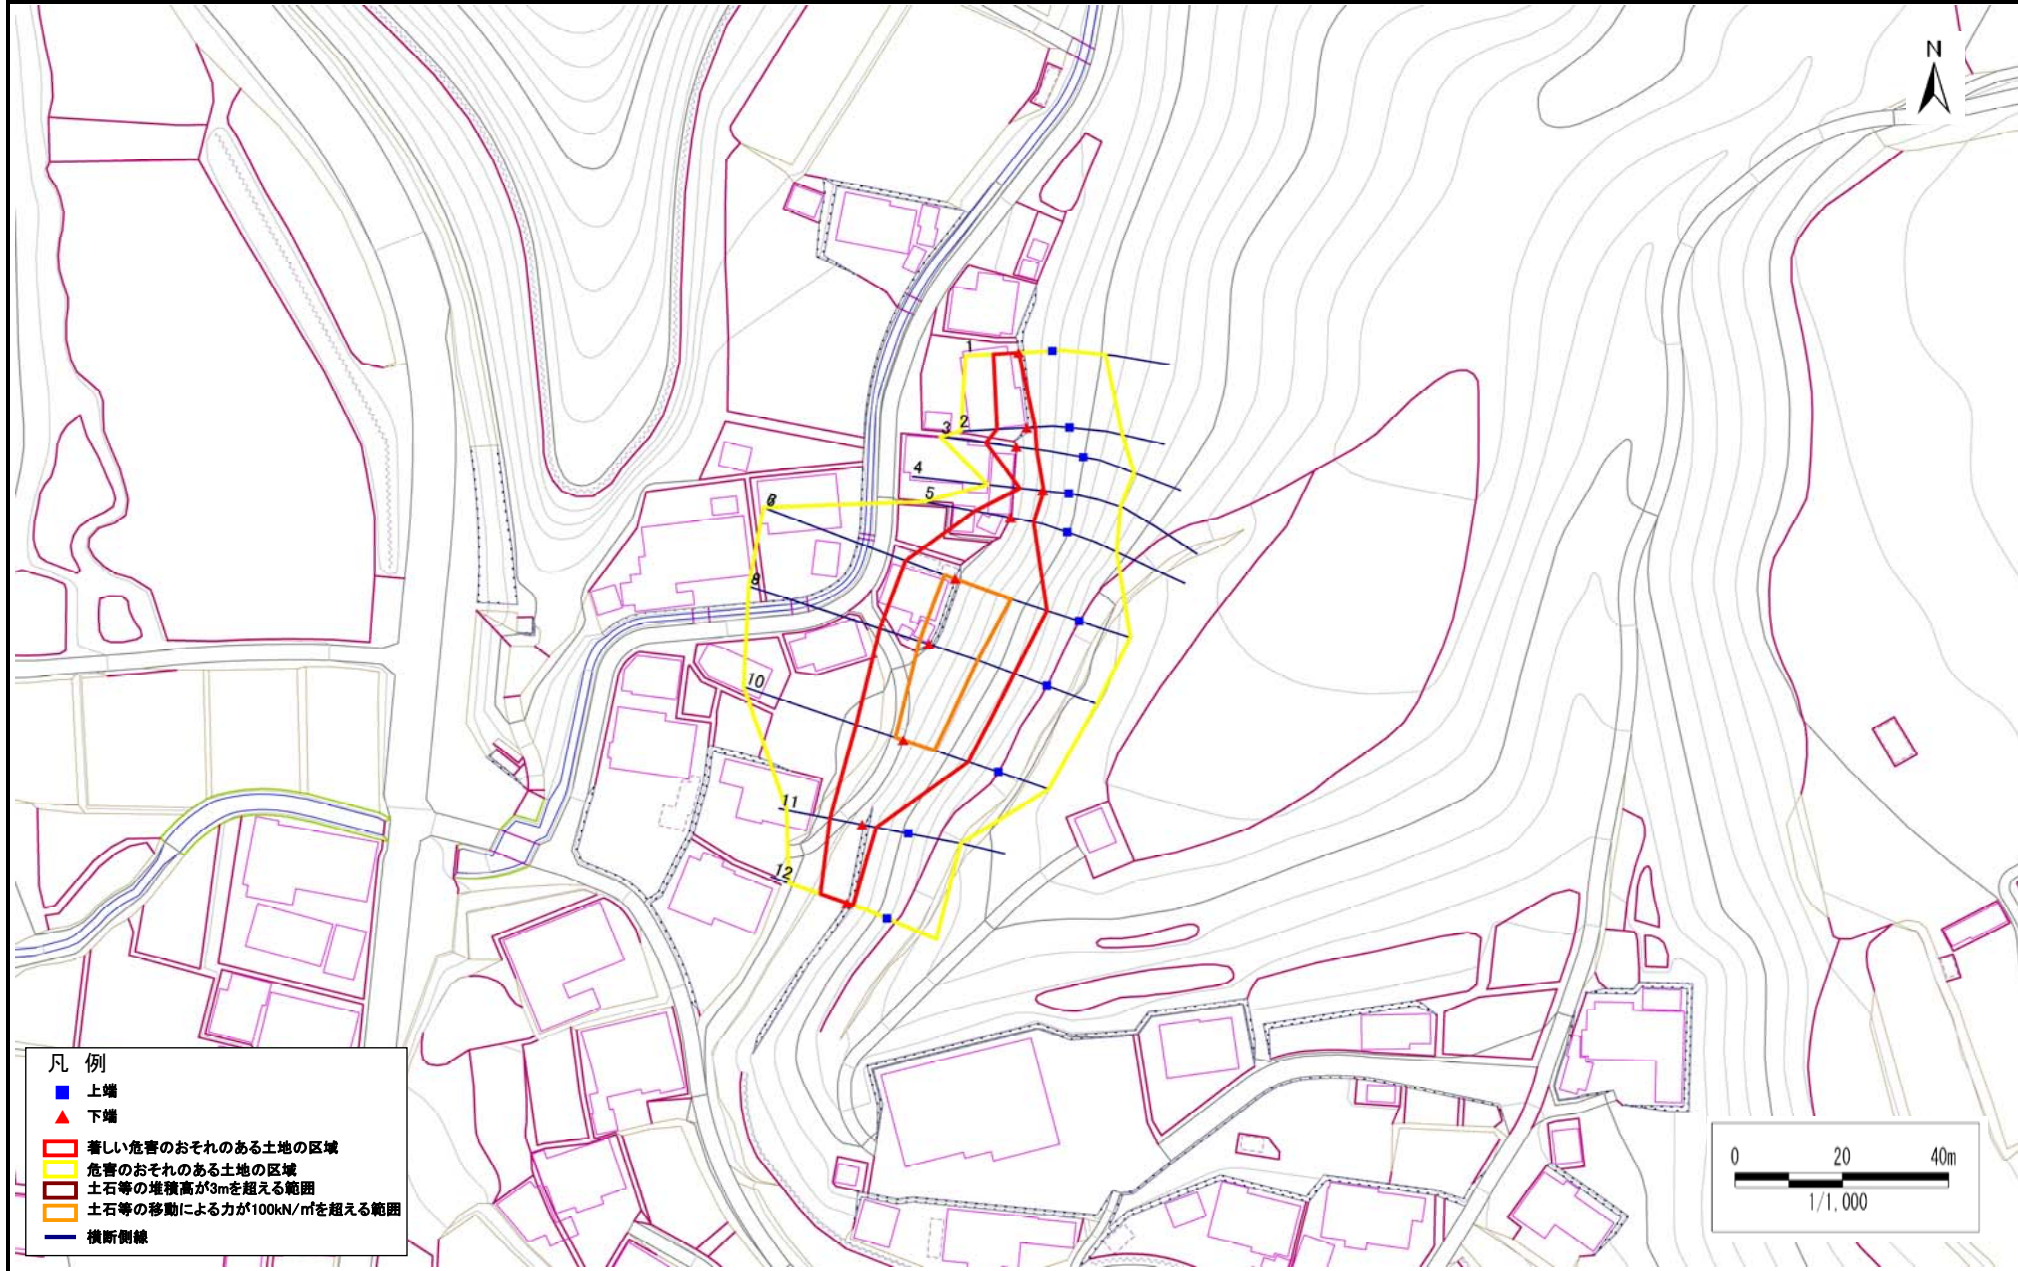 N
1
2
3
4
5
10
11
12
凡 例
上端
下端
著しい危害のおそれのある土地の区域
危害のおそれのある土地の区域
土石等の堆積高が3mを超える範囲
土石等の移動による力が100kN/㎡を超える範囲
横断側線
0 20 40m
1/1,000